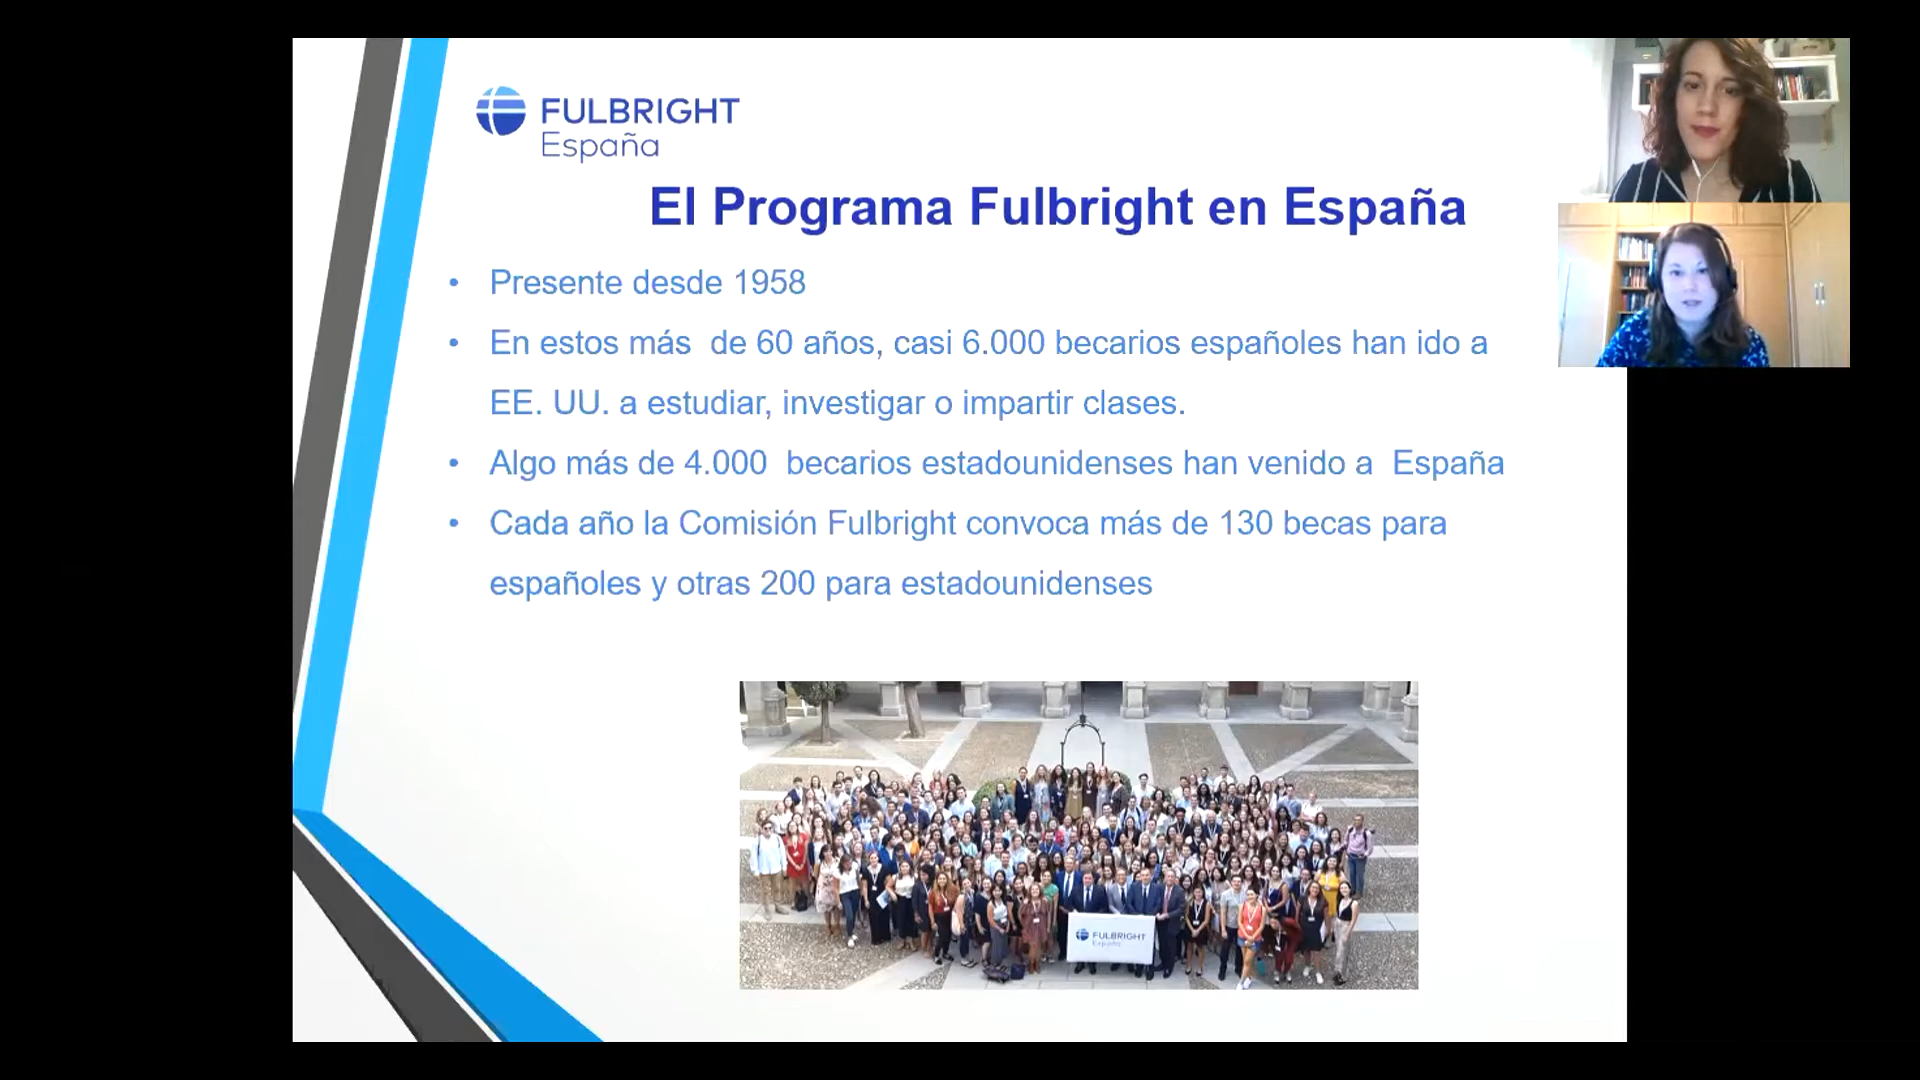 FULBRIGHT
España
El Programa Fulbright en España
• Presente desde 1958
• En estos más  de 60 años, casi 6.000 becarios españoles han ido a
EE. UU. a estudiar, investigar o impartir clases.
• Algo más de 4.000  becarios estadounidenses han venido a  España
• Cada año la Comisión Fulbright convoca más de 130 becas para
españoles y otras 200 para estadounidenses
FULBRIGHT
España